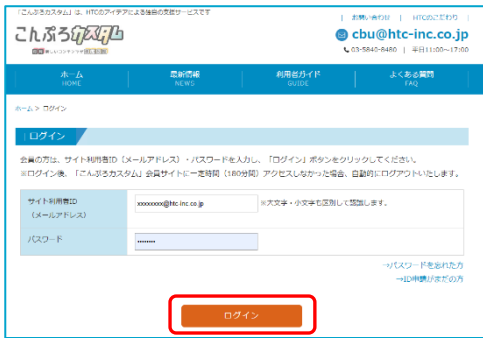 「こんぷろカスタム」は、HTCのアイデアによる独自の支援サービスです
| お問い合わせ | HTCのこだわり |
こんぷろカスタム
cbu@htc-inc.co.jp
03-5840-8480 | 平日11:00~17:00
ホーム 最新情報 利用者ガイド よくある質問
HOME NEWS GUIDE FAQ
ホーム > ログイン
ログイン
会員の方は、サイト利用者ID(メールアドレス)・パスワードを入力し、「ログイン」ボタンをクリックしてください。
※ログイン後、「こんぷろカスタム」会員サイトに一定時間(180分間)アクセスしなかった場合、自動的にログアウトいたします。
サイト利用者ID
(メールアドレス)
xxxxxxxx@htc-inc.co.jp ※大文字・小文字も区別して認識します。
パスワード ••••••••
→パスワードを忘れた方
→ID申請がまだの方
ログイン